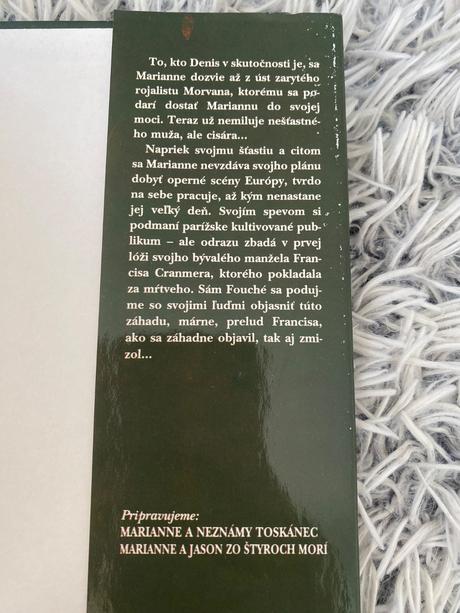 To, kto Denis v skutočnosti je, sa
Marianne dozvie až z úst zarytého
rojalistu Morvana, ktorému sa po-
darí dostať Mariannu do svojej
moci. Teraz už nemiluje nešťastné-
ho muža, ale cisára...
Napriek svojmu šťastiu a citom
sa Marianne nevzdáva svojho plánu
dobyť operné scény Európy, tvrdo
na sebe pracuje, až kým nenastane
jej veľký deň. Svojím spevom si
podmaní parížske kultivované pub-
likum – ale odrazu zbadá v prvej
lóži svojho bývalého manžela Fran-
cisa Cranmera, ktorého pokladala
za mŕtveho. Sám Fouché sa poduj-
me so svojimi ľuďmi objasniť túto
záhadu, márne, prelud Francisa,
ako sa záhadne objavil, tak aj zmi-
zol...
Pripravujeme:
MARIANNE A NEZNÁMY TOSKÁNEC
MARIANNE A JASON ZO ŠTYROCH MORÍ